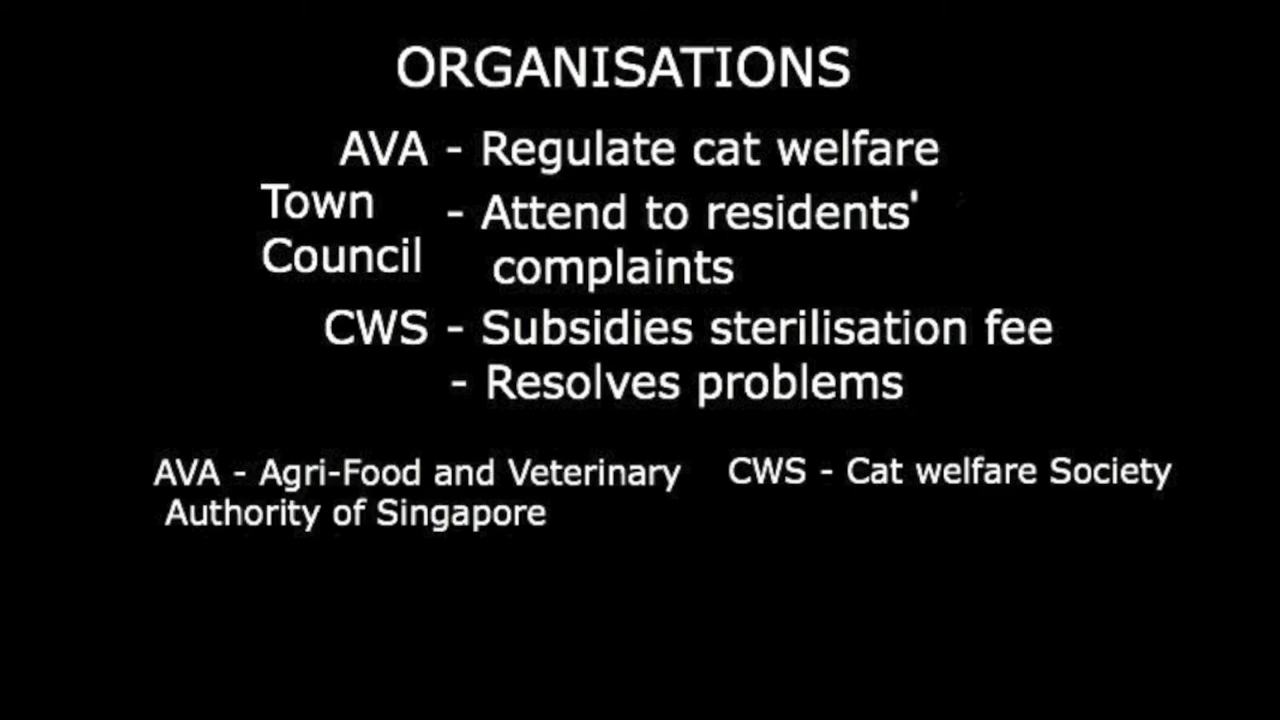 ORGANISATIONS
AVA - Regulate cat welfare
Town
Council
- Attend to residents'
complaints
CWS - Subsidies sterilisation fee
- Resolves problems
AVA - Agri-Food and Veterinary
Authority of Singapore
CWS - Cat welfare Society